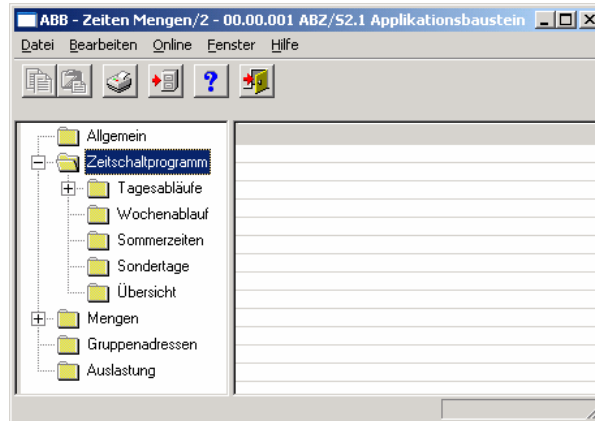 ABB - Zeiten Mengen/2 - 00.00.001 ABZ/S2.1 Applikationsbaustein
Datei Bearbeiten Online Fenster Hilfe
?
Allgemein
Zeitschaltprogramm
Tagesabläufe
Wochenablauf
Sommerzeiten
Sondertage
Übersicht
Mengen
Gruppenadressen
Auslastung